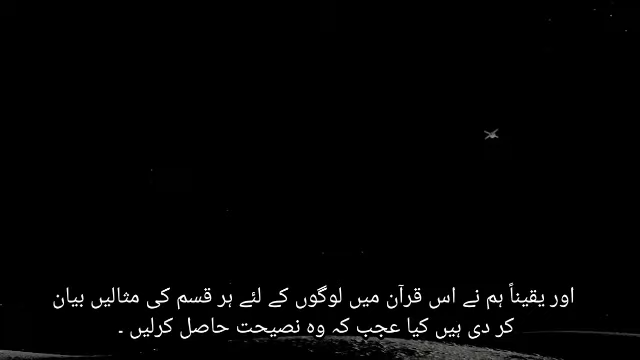 اور یقیناً ہم نے اس قرآن میں لوگوں کے لئے ہر قسم کی مثالیں بیان
کر دی ہیں کیا عجب کہ وہ نصیحت حاصل کرلیں ۔